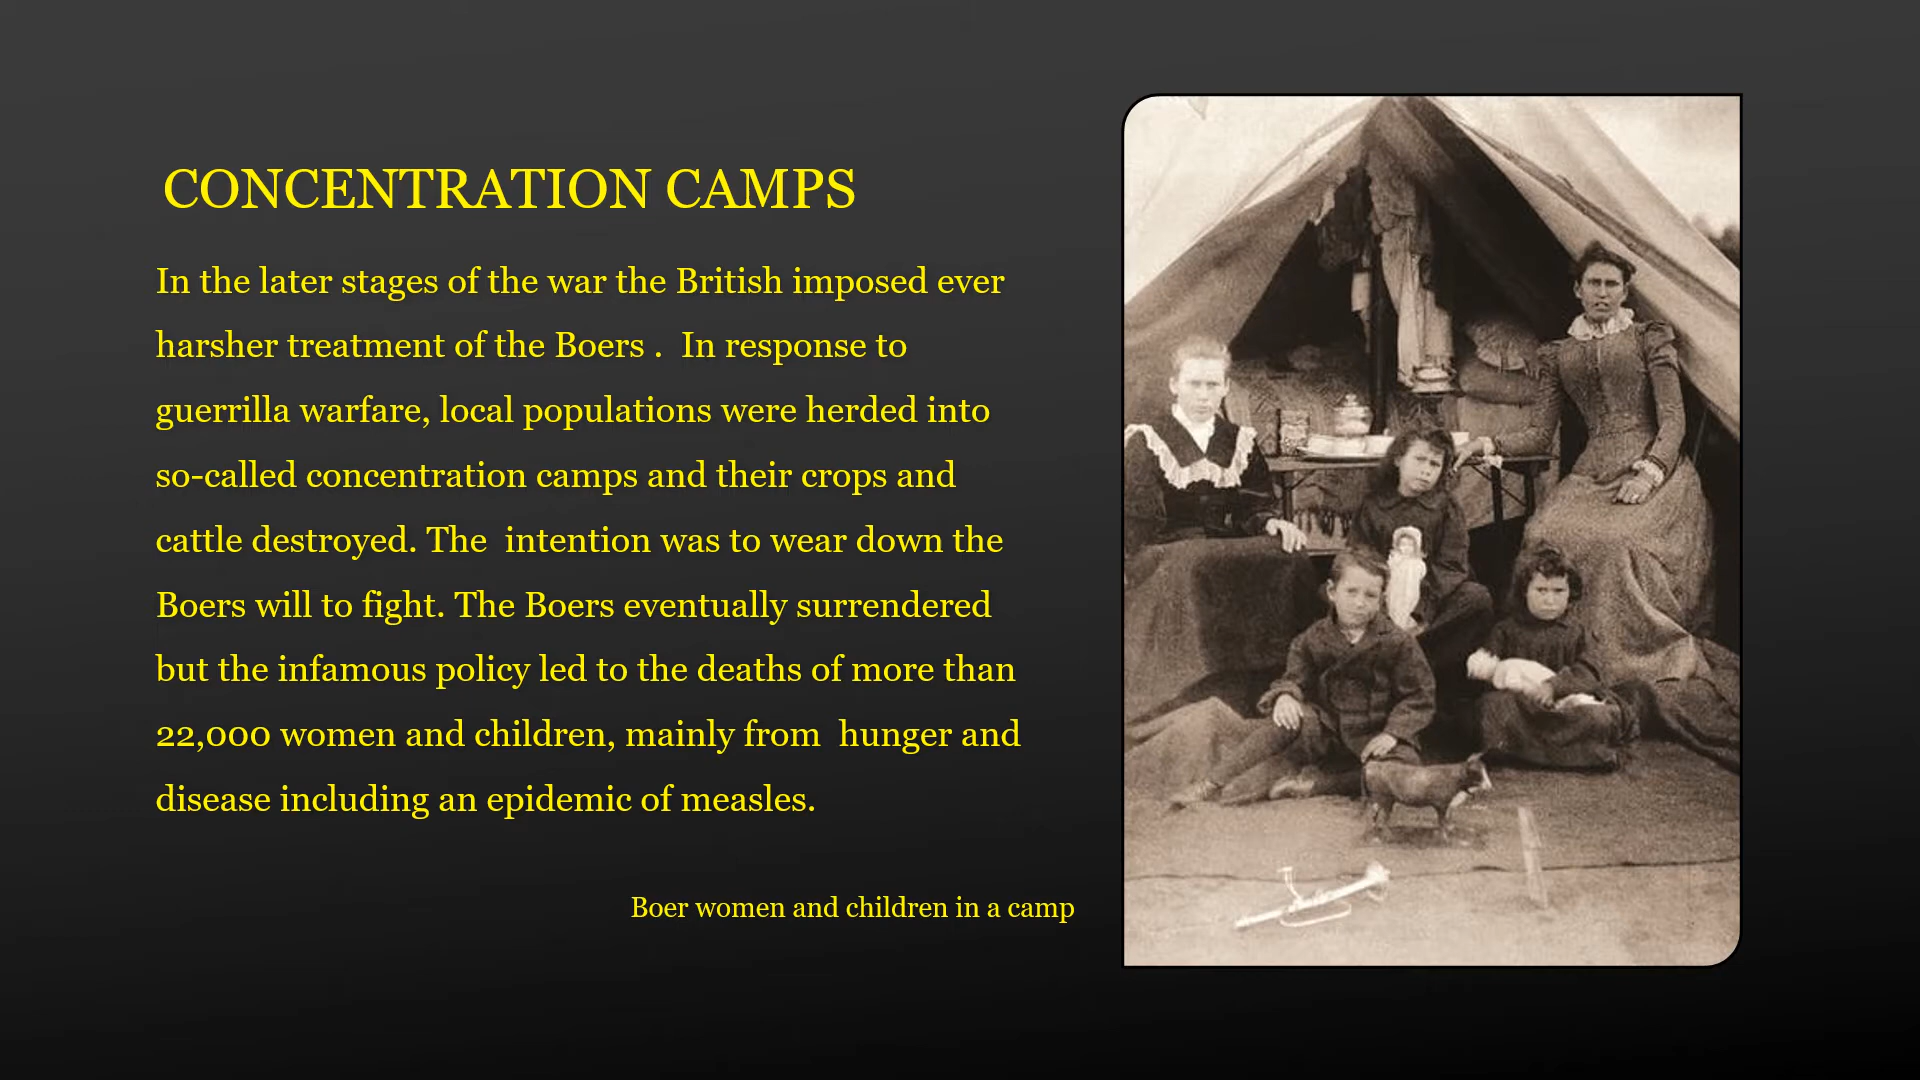 CONCENTRATION CAMPS
In the later stages of the war the British imposed ever
harsher treatment of the Boers .  In response to
guerrilla warfare, local populations were herded into
so-called concentration camps and their crops and
cattle destroyed. The  intention was to wear down the
Boers will to fight. The Boers eventually surrendered
but the infamous policy led to the deaths of more than
22,000 women and children, mainly from  hunger and
disease including an epidemic of measles.
Boer women and children in a camp